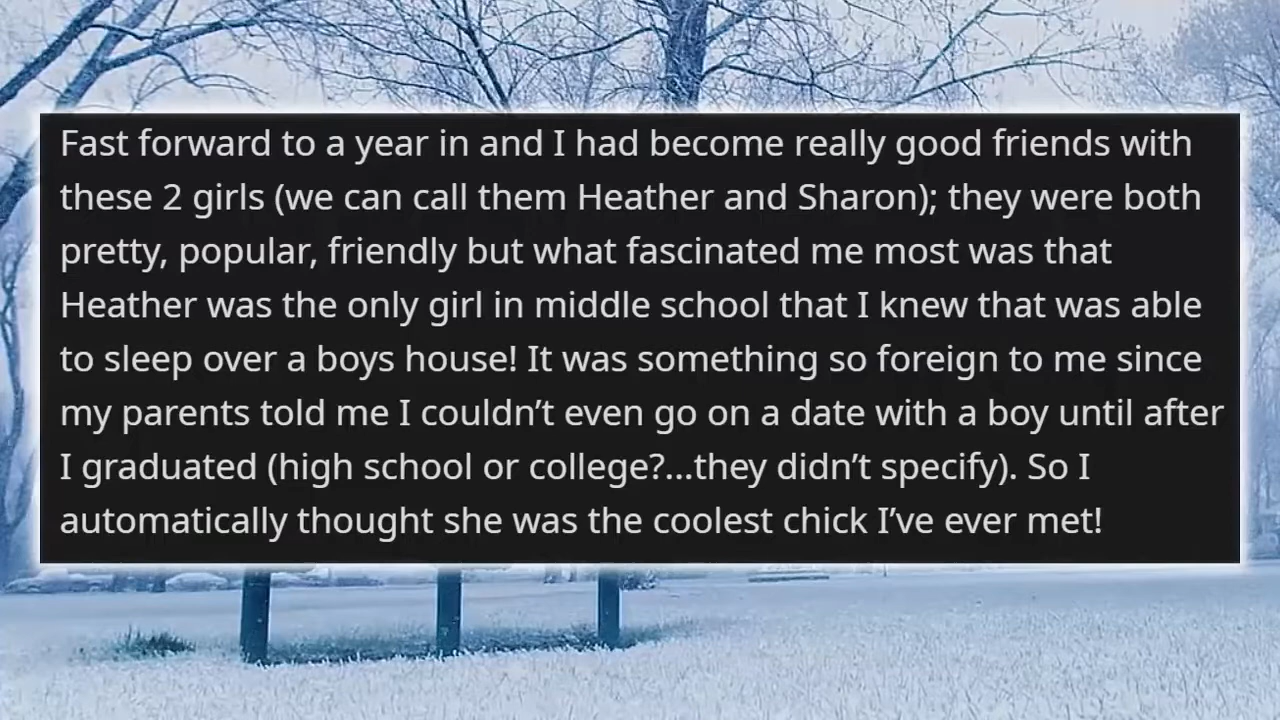 Fast forward to a year in and I had become really good friends with
these 2 girls (we can call them Heather and Sharon); they were both
pretty, popular, friendly but what fascinated me most was that
Heather was the only girl in middle school that I knew that was able
to sleep over a boys house! It was something so foreign to me since
my parents told me I couldn’t even go on a date with a boy until after
I graduated (high school or college?...they didn’t specify). So I
automatically thought she was the coolest chick I’ve ever met!